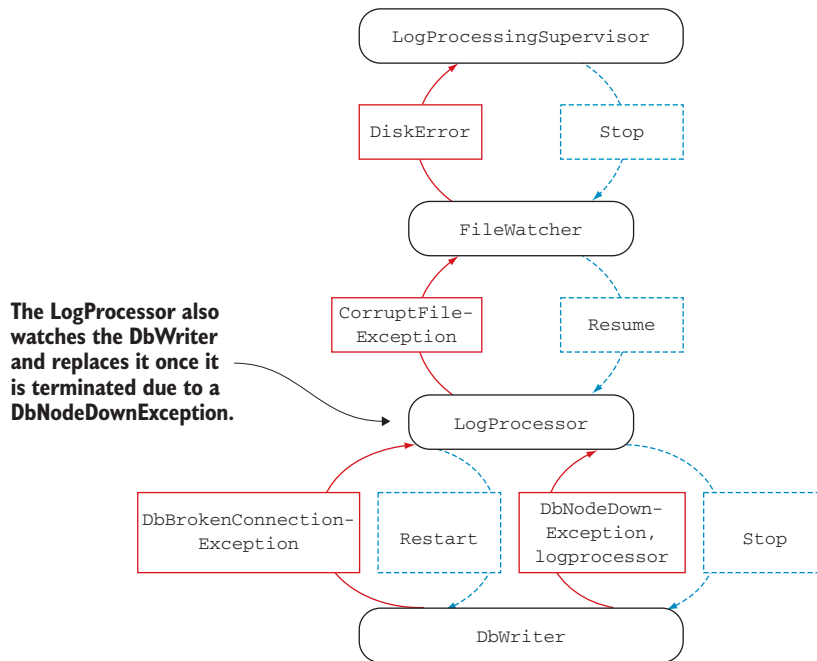 LogProcessingSupervisor
DiskError
Stop
FileWatcher
CorruptFile-
Exception
Resume
The LogProcessor also
watches the DbWriter
and replaces it once it
is terminated due to a
DbNodeDownException.
LogProcessor
DbBrokenConnection-
Exception
Restart
DbNodeDown-
Exception,
logprocessor
Stop
DbWriter